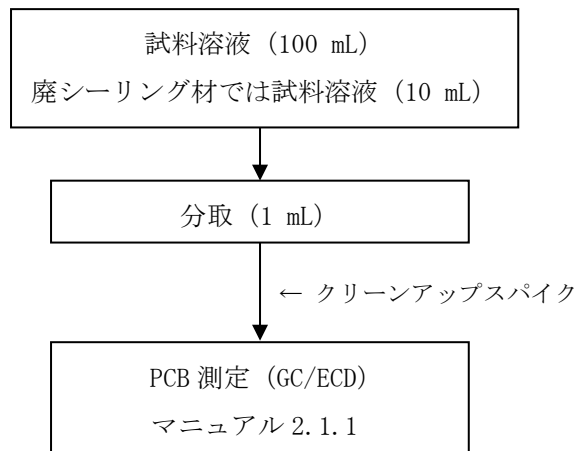 試料溶液 (100 mL)
廃シーリング材では試料溶液 (10 mL)
分取 (1 mL)
← クリーンアップスパイク
PCB 測定 (GC/ECD)
マニュアル 2.1.1